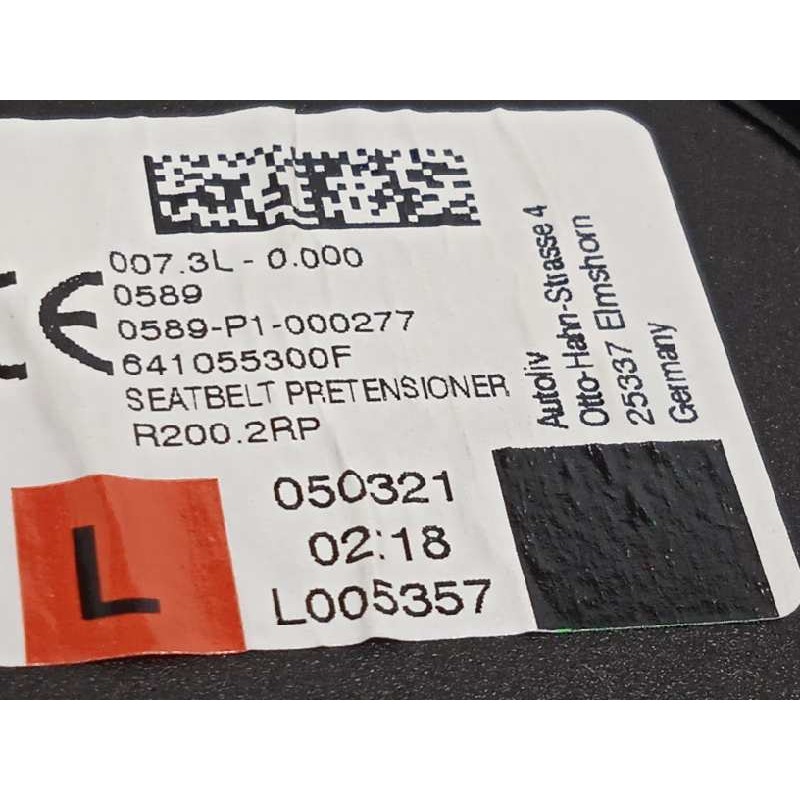 CE
007.3L-0.000
0589
0589-P1-000277
641055300F
SEATBELT PRETENSIONER
R200.2RP
L
050321
02:18
L005357
Autoliv
Otto-Hahn-Strasse 4
25337 Elmshorn
Germany